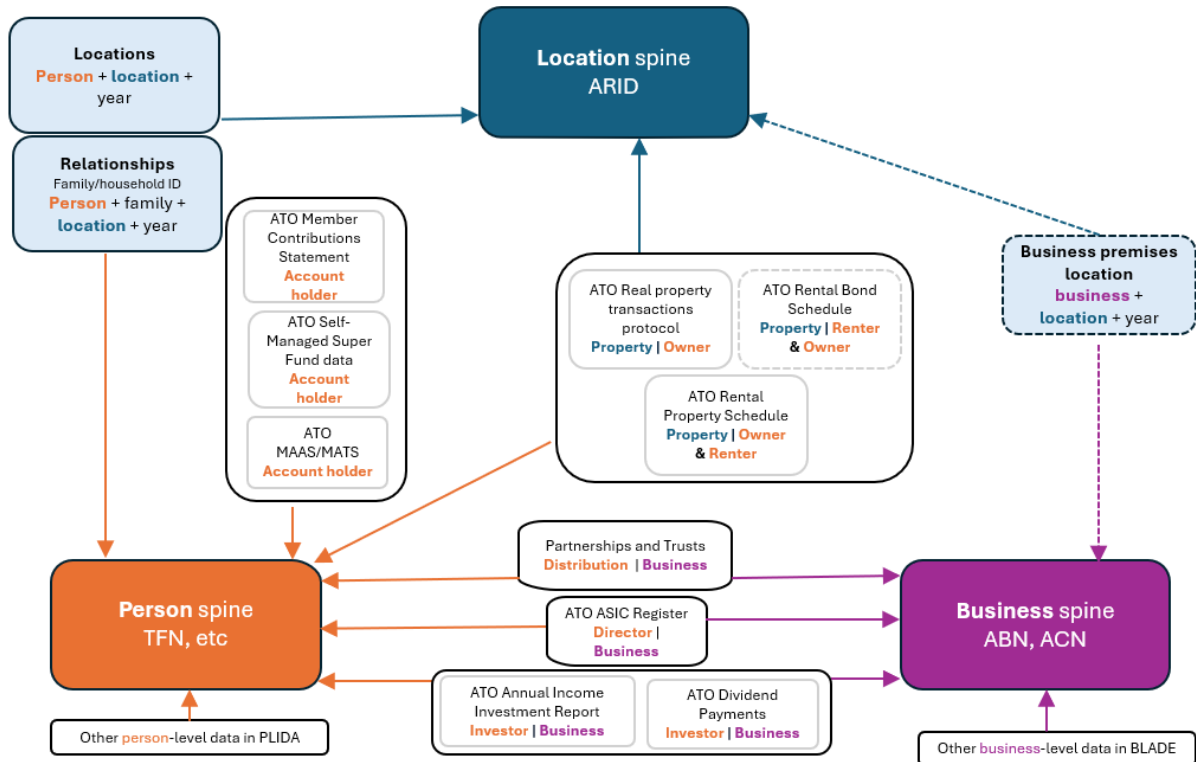 Locations
Person + location +
year
Relationships
Family/household ID
Person + family +
location + year
Location spine
ARID
ATO Member
Contributions
Statement
Account
holder
ATO Self-
Managed Super
Fund data
Account
holder
ATO
MAAS/MATS
Account holder
ATO Real property
transactions
protocol
Property | Owner
ATO Rental Bond
Schedule
Property | Renter
& Owner
ATO Rental
Property Schedule
Property | Owner
& Renter
Business premises
location
business +
location + year
Partnerships and Trusts
Distribution | Business
ATO ASIC Register
Director |
Business
ATO Annual Income
Investment Report
Investor | Business
ATO Dividend
Payments
Investor | Business
Person spine
TFN, etc
Business spine
ABN, ACN
Other person-level data in PLIDA
Other business-level data in BLADE